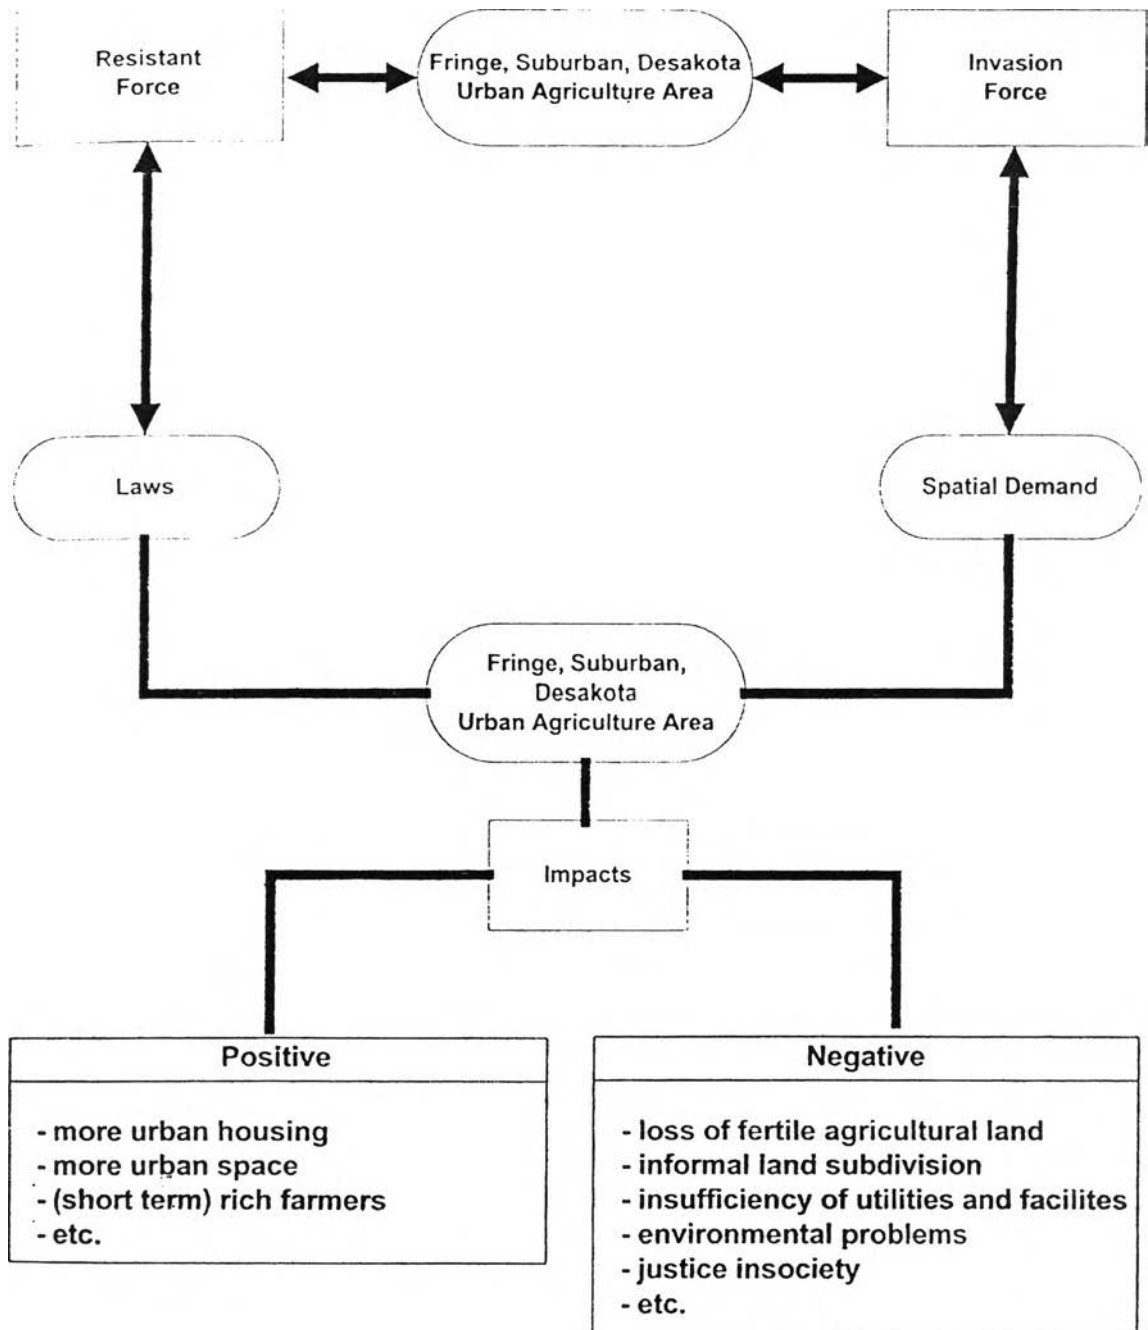 Resistant
Force
Fringe, Suburban, Desakota
Urban Agriculture Area
Invasion
Force
Laws
Spatial Demand
Fringe, Suburban,
Desakota
Urban Agriculture Area
Impacts
Positive
- more urban housing
- more urban space
- (short term) rich farmers
- etc.
Negative
- loss of fertile agricultural land
- informal land subdivision
- insufficiency of utilities and facilites
- environmental problems
- justice insociety
- etc.